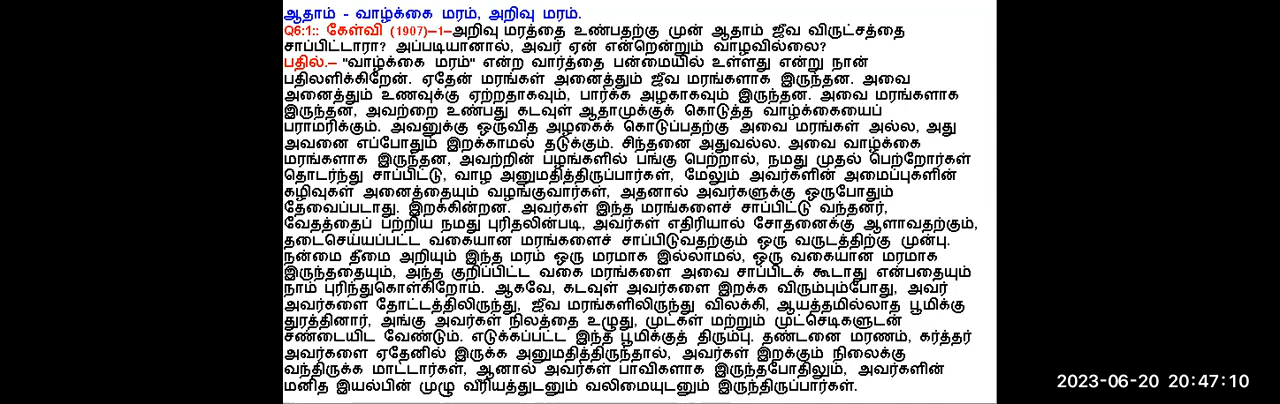 ஆதாம் - வாழ்க்கை மரம், அறிவு மரம்.
Q6:1:: கேள்வி (1907)–1–அறிவு மரத்தை உண்பதற்கு முன் ஆதாம் ஜீவ விருட்சத்தை
சாப்பிட்டாரா? அப்படியானால், அவர் ஏன் என்றென்றும் வாழவில்லை?
பதில்.– "வாழ்க்கை மரம்" என்ற வார்த்தை பன்மையில் உள்ளது என்று நான்
பதிலளிக்கிறேன். ஏதேன் மரங்கள் அனைத்தும் ஜீவ மரங்களாக இருந்தன. அவை
அனைத்தும் உணவுக்கு ஏற்றதாகவும், பார்க்க அழகாகவும் இருந்தன. அவை மரங்களாக
இருந்தன, அவற்றை உண்பது கடவுள் ஆதாமுக்குக் கொடுத்த வாழ்க்கையைப்
பராமரிக்கும். அவனுக்கு ஒருவித அழகைக் கொடுப்பதற்கு அவை மரங்கள் அல்ல, அது
அவனை எப்போதும் இறக்காமல் தடுக்கும். சிந்தனை அதுவல்ல. அவை வாழ்க்கை
மரங்களாக இருந்தன, அவற்றின் பழங்களில் பங்கு பெற்றால், நமது முதல் பெற்றோர்கள்
தொடர்ந்து சாப்பிட்டு, வாழ அனுமதித்திருப்பார்கள், மேலும் அவர்களின் அமைப்புகளின்
கழிவுகள் அனைத்தையும் வழங்குவார்கள், அதனால் அவர்களுக்கு ஒருபோதும்
தேவைப்படாது. இறக்கின்றன. அவர்கள் இந்த மரங்களைச் சாப்பிட்டு வந்தனர்,
வேதத்தைப் பற்றிய நமது புரிதலின்படி, அவர்கள் எதிரியால் சோதனைக்கு ஆளாவதற்கும்,
தடைசெய்யப்பட்ட வகையான மரங்களைச் சாப்பிடுவதற்கும் ஒரு வருடத்திற்கு முன்பு.
நன்மை தீமை அறியும் இந்த மரம் ஒரு மரமாக இல்லாமல், ஒரு வகையான மரமாக
இருந்ததையும், அந்த குறிப்பிட்ட வகை மரங்களை அவை சாப்பிடக் கூடாது என்பதையும்
நாம் புரிந்துகொள்கிறோம். ஆகவே, கடவுள் அவர்களை இறக்க விரும்பும்போது, அவர்
அவர்களை தோட்டத்திலிருந்து, ஜீவ மரங்களிலிருந்து விலக்கி, ஆயத்தமில்லாத பூமிக்கு
துரத்தினார், அங்கு அவர்கள் நிலத்தை உழுது, முட்கள் மற்றும் முட்செடிகளுடன்
சண்டையிட வேண்டும். எடுக்கப்பட்ட இந்த பூமிக்குத் திரும்பு. தண்டனை மரணம், கர்த்தர்
அவர்களை ஏதேனில் இருக்க அனுமதித்திருந்தால், அவர்கள் இறக்கும் நிலைக்கு
வந்திருக்க மாட்டார்கள், ஆனால் அவர்கள் பாவிகளாக இருந்தபோதிலும், அவர்களின்
மனித இயல்பின் முழு வீரியத்துடனும் வலிமையுடனும் இருந்திருப்பார்கள்.
2023-06-20 20:47:10